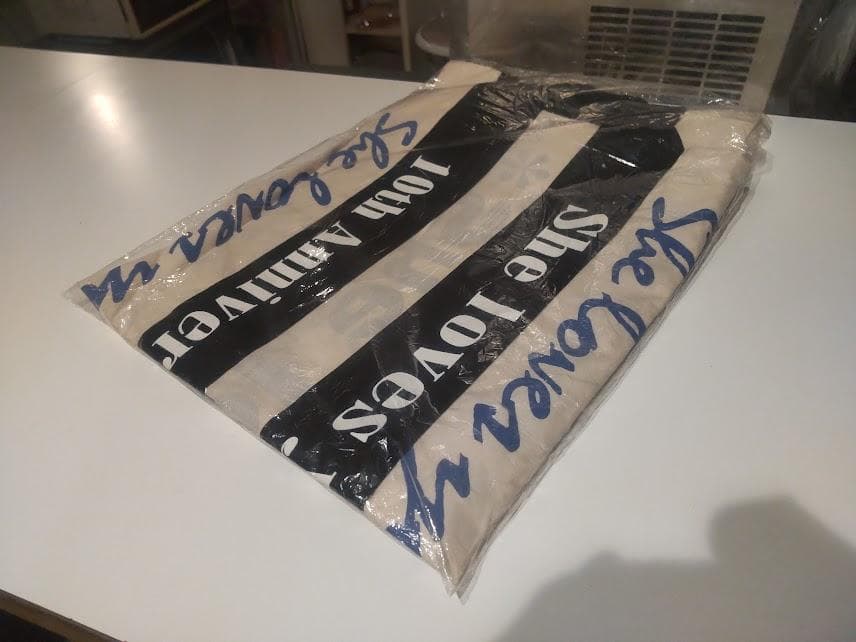 She loves y
10th Anniver
She loves
She loves y